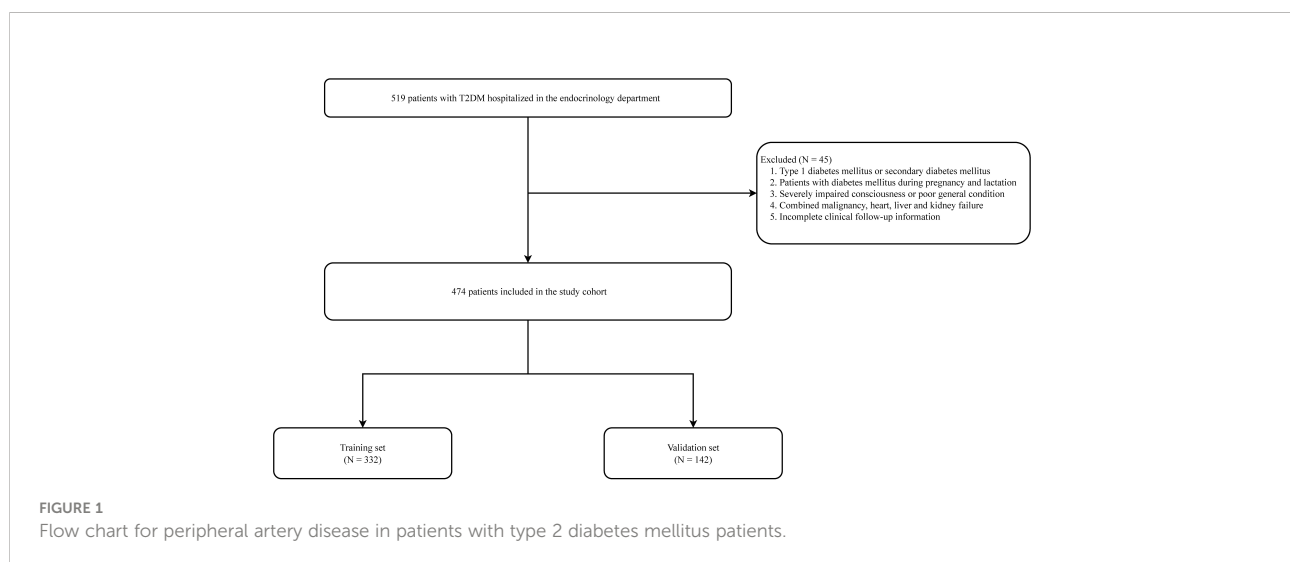 519 patients with T2DM hospitalized in the endocrinology department
Excluded (N = 45)
1. Type 1 diabetes mellitus or secondary diabetes mellitus
2. Patients with diabetes mellitus during pregnancy and lactation
3. Severely impaired consciousness or poor general condition
4. Combined malignancy, heart, liver and kidney failure
5. Incomplete clinical follow-up information
474 patients included in the study cohort
Training set
(N = 332)
Validation set
(N = 142)
FIGURE 1
Flow chart for peripheral artery disease in patients with type 2 diabetes mellitus patients.